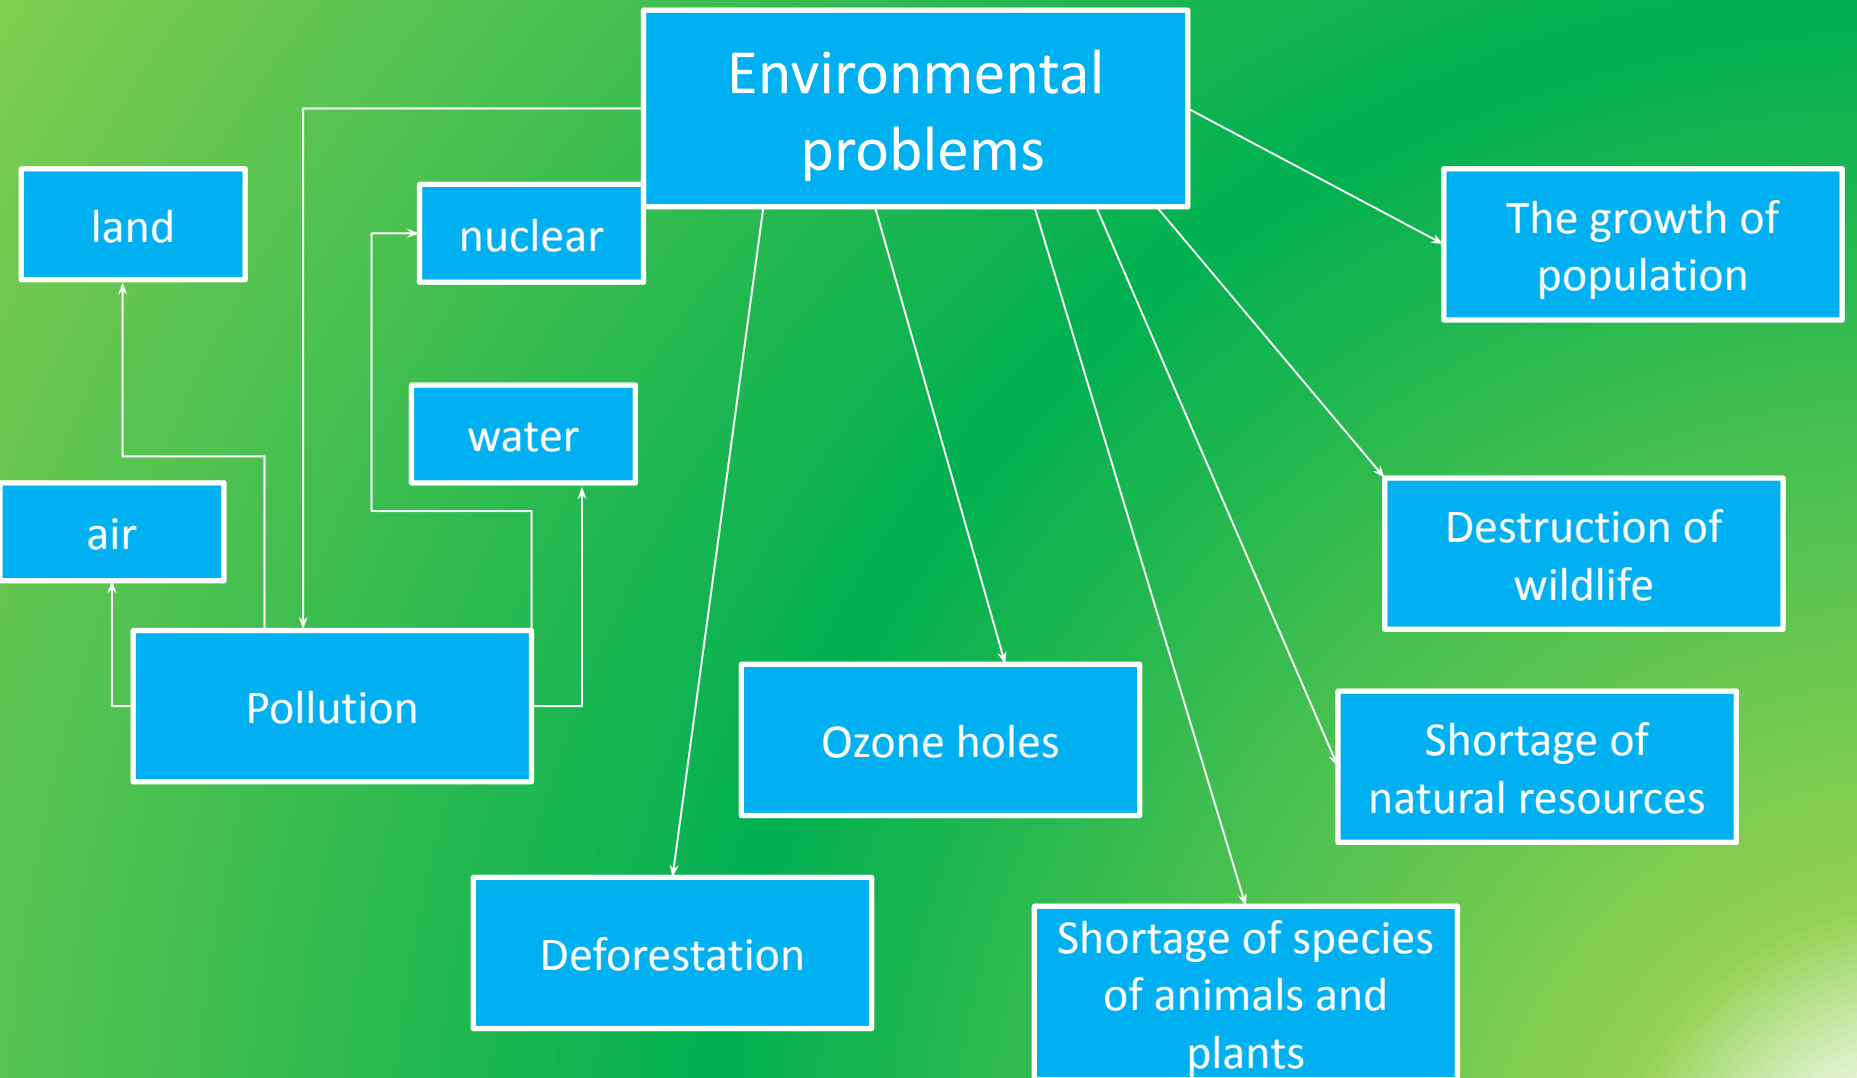 Environmental
problems
land
nuclear
The growth of
population
water
air
Destruction of
wildlife
Pollution
Ozone holes
Shortage of
natural resources
Deforestation
Shortage of species
of animals and
plants